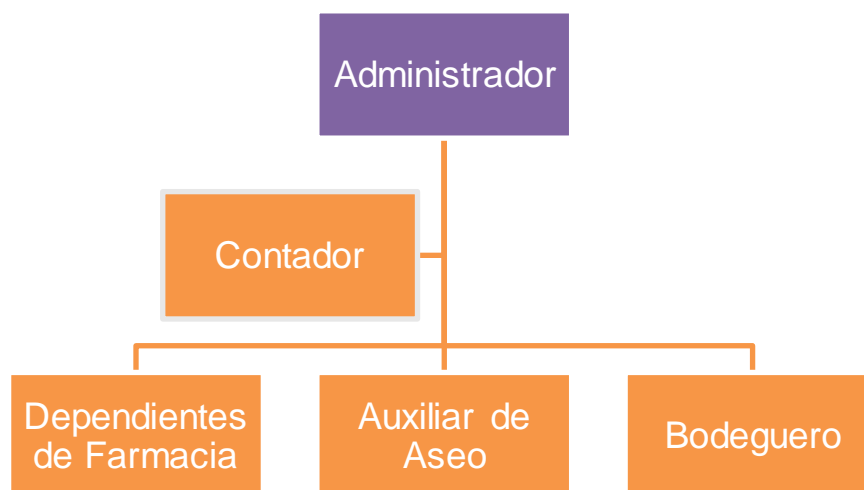 Administrador
Contador
Dependientes
de Farmacia
Auxiliar de
Aseo
Bodeguero